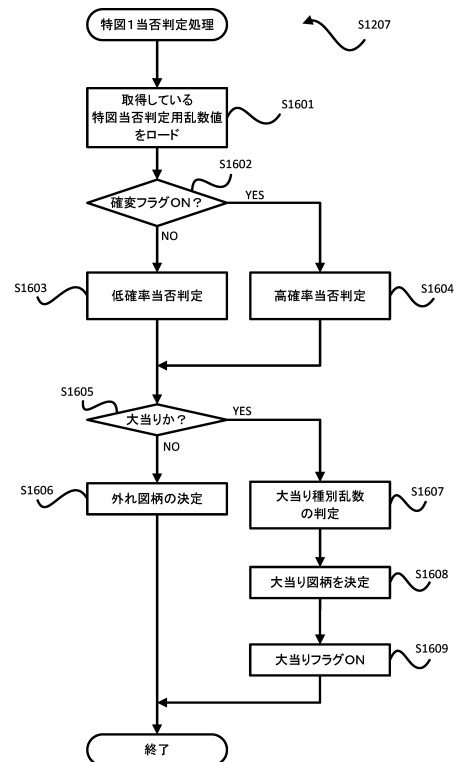 特図１当否判定処理
S1207
取得している
特図当否判定用乱数値
をロード
S1601
S1602
確変フラグＯＮ？
YES
NO
S1603
低確率当否判定
高確率当否判定
S1604
S1605
大当りか？
YES
NO
S1606
外れ図柄の決定
大当り種別乱数
の判定
S1607
大当り図柄を決定
S1608
大当りフラグON
S1609
終了